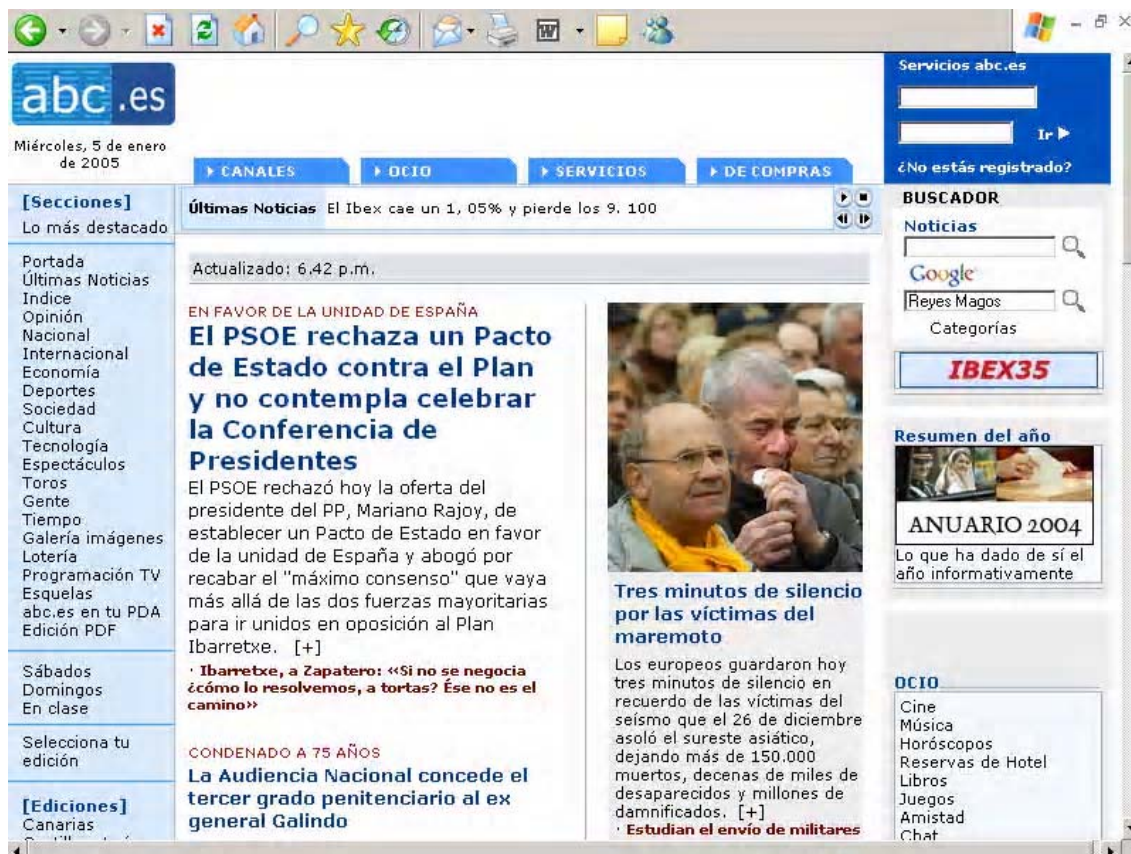 abc.es
Miércoles, 5 de enero
de 2005
CANALES
OCIO
SERVICIOS
DE COMPRAS
Servicios abc.es
Ir
¿No estás registrado?
[Secciones]
Lo más destacado
Portada
Últimas Noticias
Indice
Opinión
Nacional
Internacional
Economía
Deportes
Sociedad
Cultura
Tecnología
Espectáculos
Toros
Gente
Tiempo
Galería imágenes
Lotería
Programación TV
Esquelas
abc.es en tu PDA
Edición PDF
Sábados
Domingos
En clase
Selecciona tu
edición
[Ediciones]
Canarias
Últimas Noticias El Ibex cae un 1, 05% y pierde los 9. 100
Actualizado: 6.42 p.m.
EN FAVOR DE LA UNIDAD DE ESPAÑA
El PSOE rechaza un Pacto
de Estado contra el Plan
y no contempla celebrar
la Conferencia de
Presidentes
El PSOE rechazó hoy la oferta del
presidente del PP, Mariano Rajoy, de
establecer un Pacto de Estado en favor
de la unidad de España y abogó por
recabar el "máximo consenso" que vaya
más allá de las dos fuerzas mayoritarias
para ir unidos en oposición al Plan
Ibarretxe. [+]
· Ibarretxe, a Zapatero: «Si no se negocia
¿cómo lo resolvemos, a tortas? Ése no es el
camino»
CONDENADO A 75 AÑOS
La Audiencia Nacional concede el
tercer grado penitenciario al ex
general Galindo
Tres minutos de silencio
por las víctimas del
maremoto
Los europeos guardaron hoy
tres minutos de silencio en
recuerdo de las víctimas del
seísmo que el 26 de diciembre
asoló el sureste asiático,
dejando más de 150.000
muertos, decenas de miles de
desaparecidos y millones de
damnificados. [+]
· Estudian el envío de militares
BUSCADOR
Noticias
Google
Reyes Magos
Categorías
IBEX35
Resumen del año
ANUARIO 2004
Lo que ha dado de sí el
año informativamente
OCIO
Cine
Música
Horóscopos
Reservas de Hotel
Libros
Juegos
Amistad
Chat